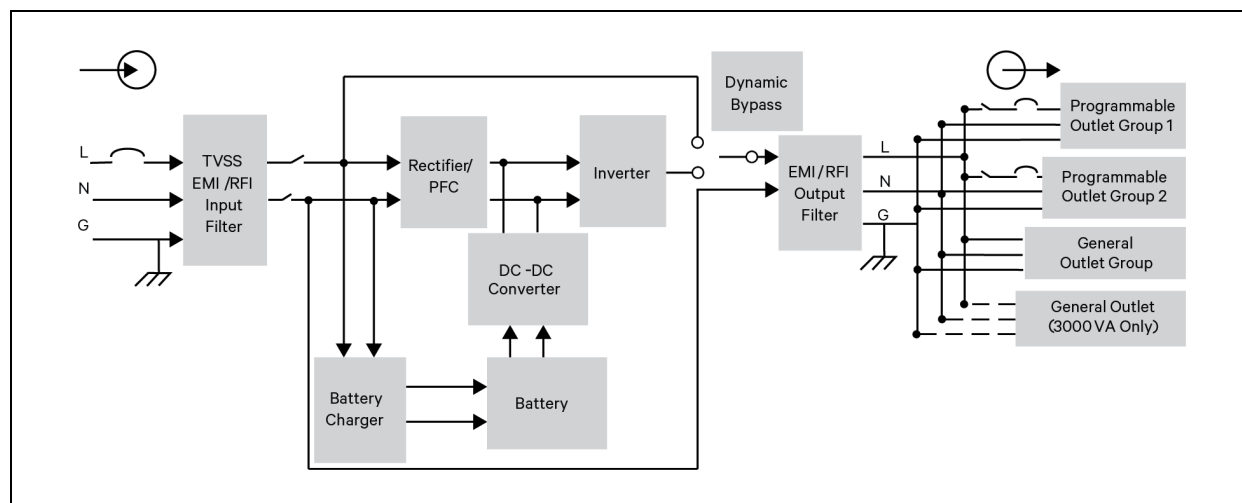 L
N
G
TVSS
EMI /RFI
Input
Filter
Rectifier/
PFC
Inverter
DC -DC
Converter
Battery
Charger
Battery
Dynamic
Bypass
EMI/RFI
Output
Filter
L
N
G
Programmable
Outlet Group 1
Programmable
Outlet Group 2
General
Outlet Group
General Outlet
(3000 VA Only)